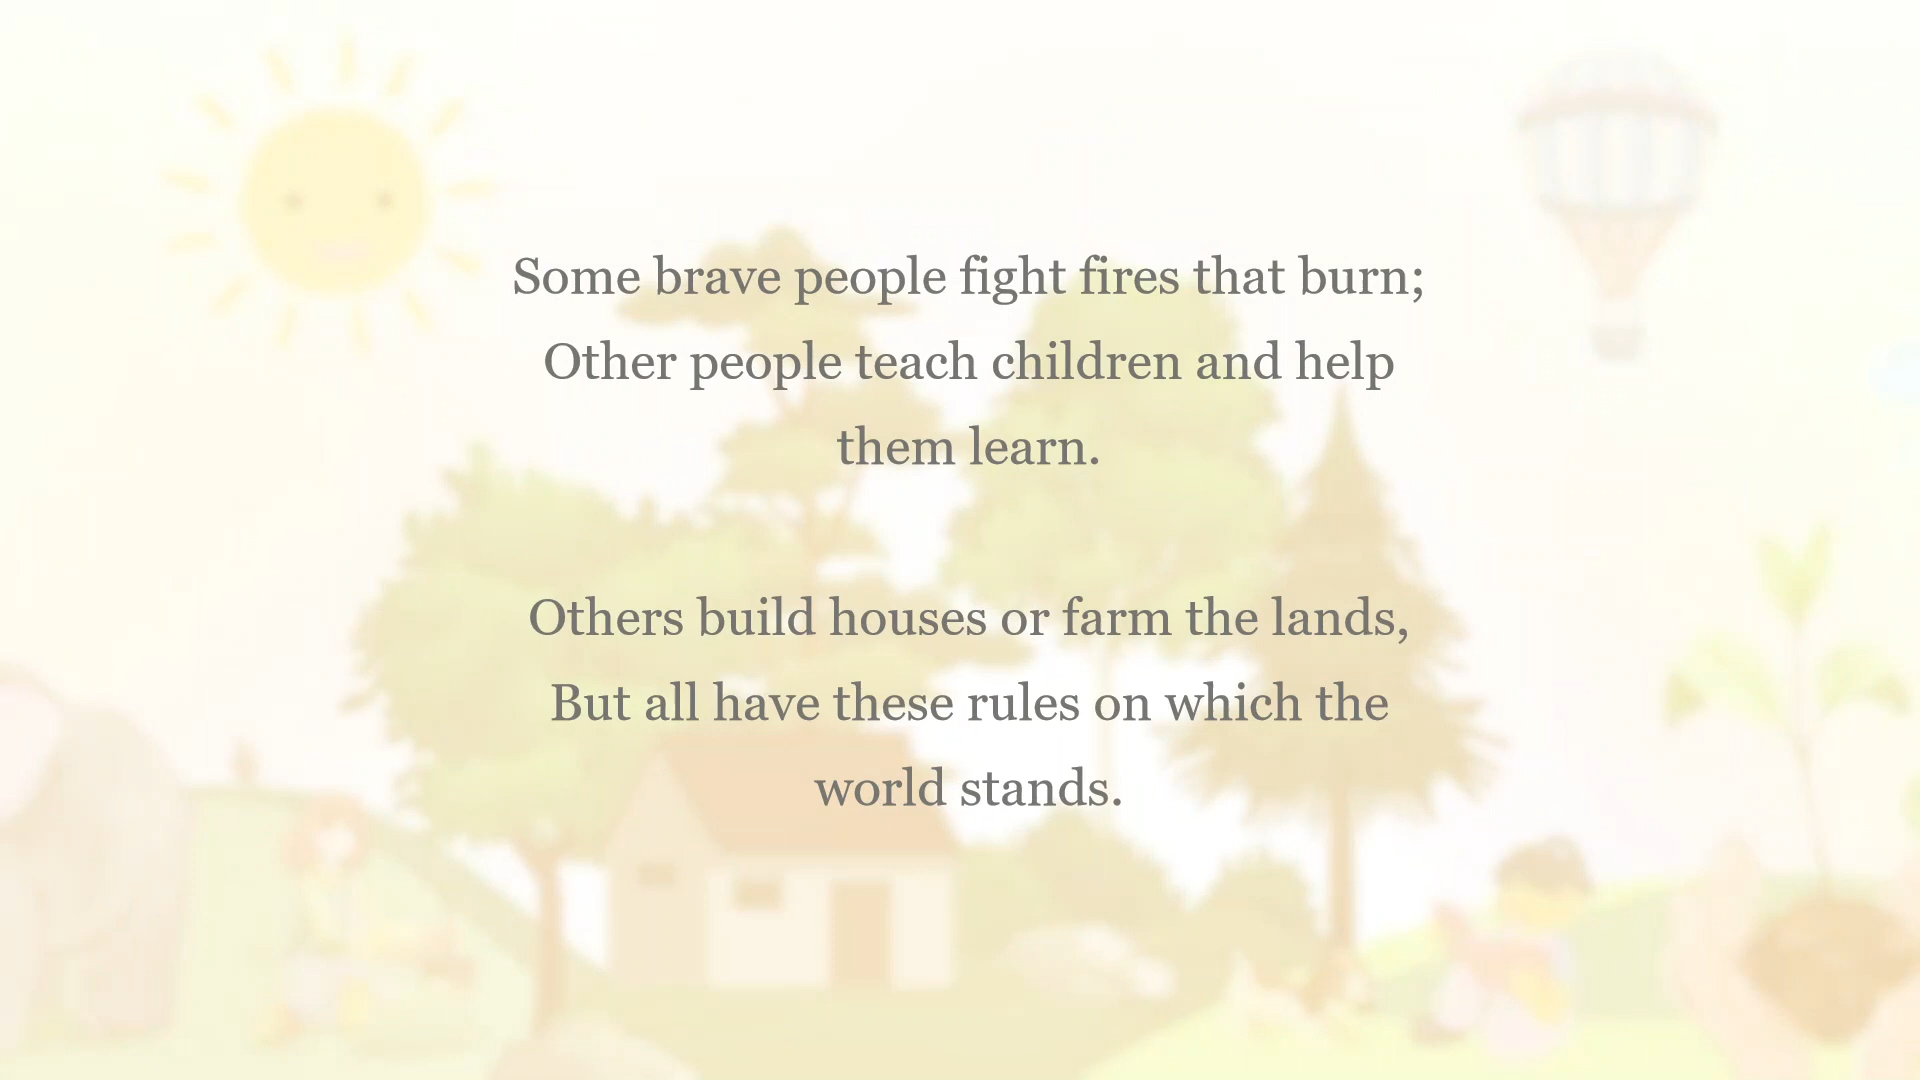 Some brave people fight fires that burn;
Other people teach children and help
them learn.
Others build houses or farm the lands,
But all have these rules on which the
world stands.